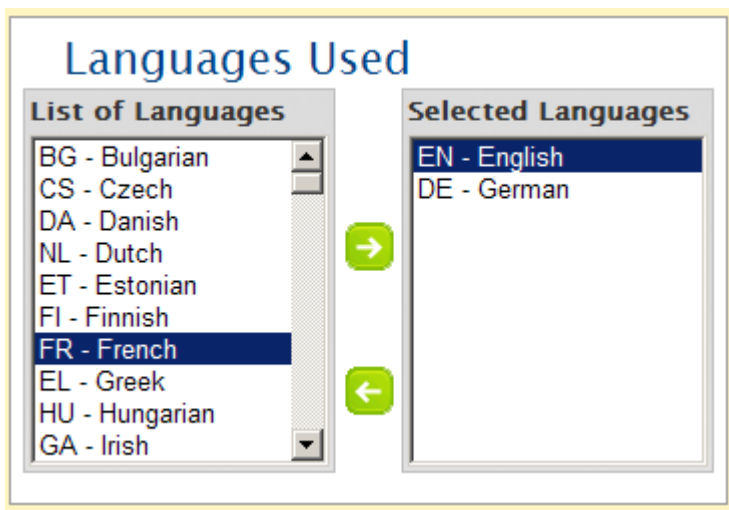 Languages Used
List of Languages
BG - Bulgarian
CS - Czech
DA - Danish
NL - Dutch
ET - Estonian
FI - Finnish
FR - French
EL - Greek
HU - Hungarian
GA - Irish
Selected Languages
EN - English
DE - German